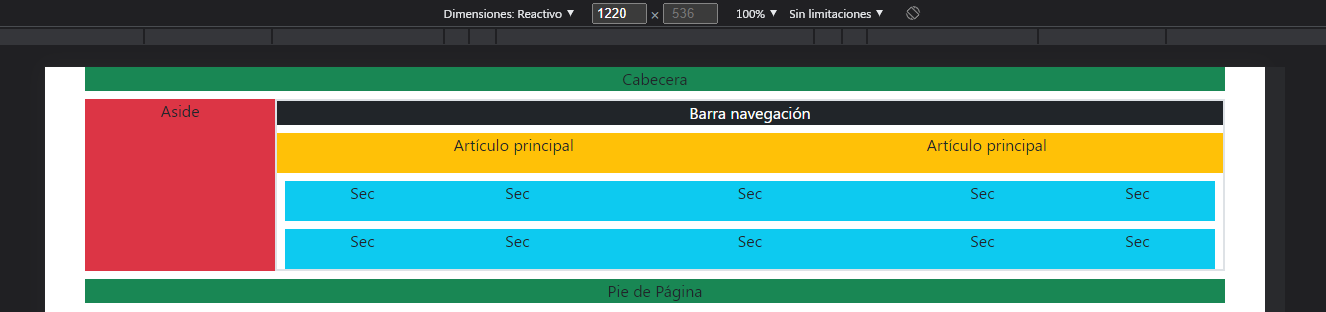 Dimensiones: Reactivo ▼ 1220 × 536 100% ▼ Sin limitaciones ▼
Cabecera
Aside
Barra navegación
Artículo principal Artículo principal
Sec Sec Sec Sec Sec
Sec Sec Sec Sec Sec
Pie de Página